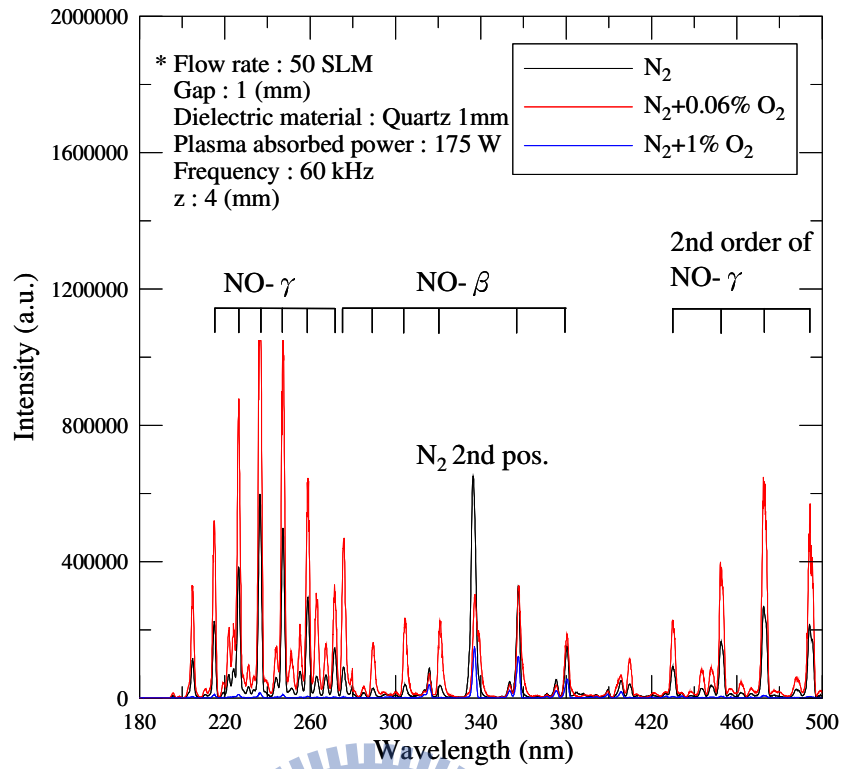 2000000
1600000
1200000
800000
400000
0
Intensity (a.u.)
* Flow rate : 50 SLM
Gap : 1 (mm)
Dielectric material : Quartz 1mm
Plasma absorbed power : 175 W
Frequency : 60 kHz
z : 4 (mm)
N₂
N₂+0.06% O₂
N₂+1% O₂
NO- γ
NO- β
2nd order of
NO- γ
N₂ 2nd pos.
180 220 260 300 340 380 420 460 500
Wavelength (nm)